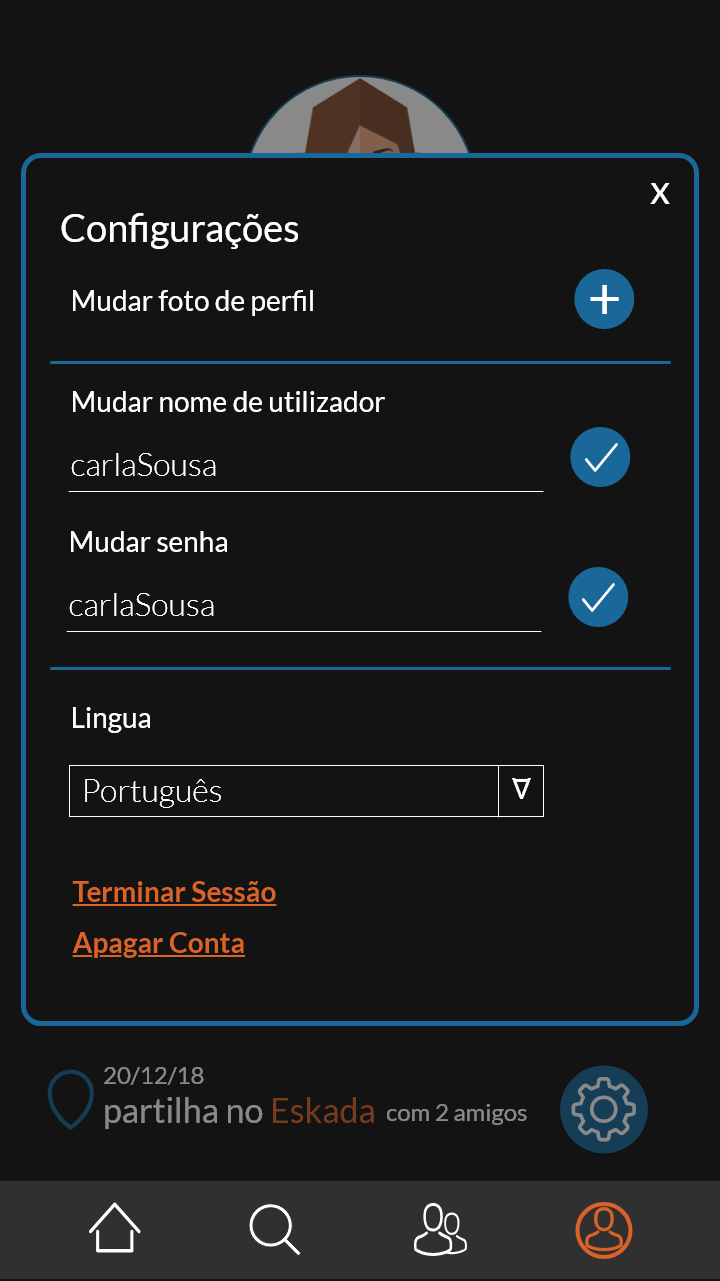 X
Configurações
Mudar foto de perfil
Mudar nome de utilizador
carlaSousa
Mudar senha
carlaSousa
Lingua
Português
Terminar Sessão
Apagar Conta
20/12/18
partilha no Eskada com 2 amigos